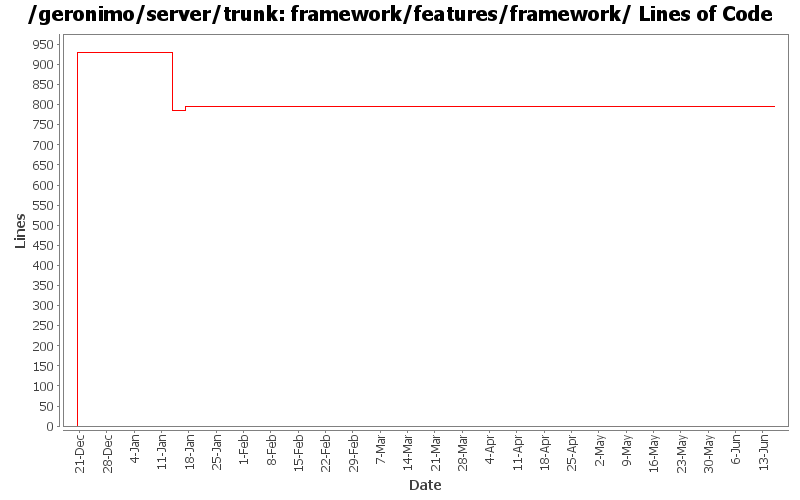 /geronimo/server/trunk: framework/features/framework/ Lines of Code
950
900
850
800
750
700
650
600
550
500
450
400
350
300
250
200
150
100
50
0
Lines
21-Dec
28-Dec
4-Jan
11-Jan
18-Jan
25-Jan
1-Feb
8-Feb
15-Feb
22-Feb
29-Feb
7-Mar
14-Mar
21-Mar
28-Mar
4-Apr
11-Apr
18-Apr
25-Apr
2-May
9-May
16-May
23-May
30-May
6-Jun
13-Jun
Date